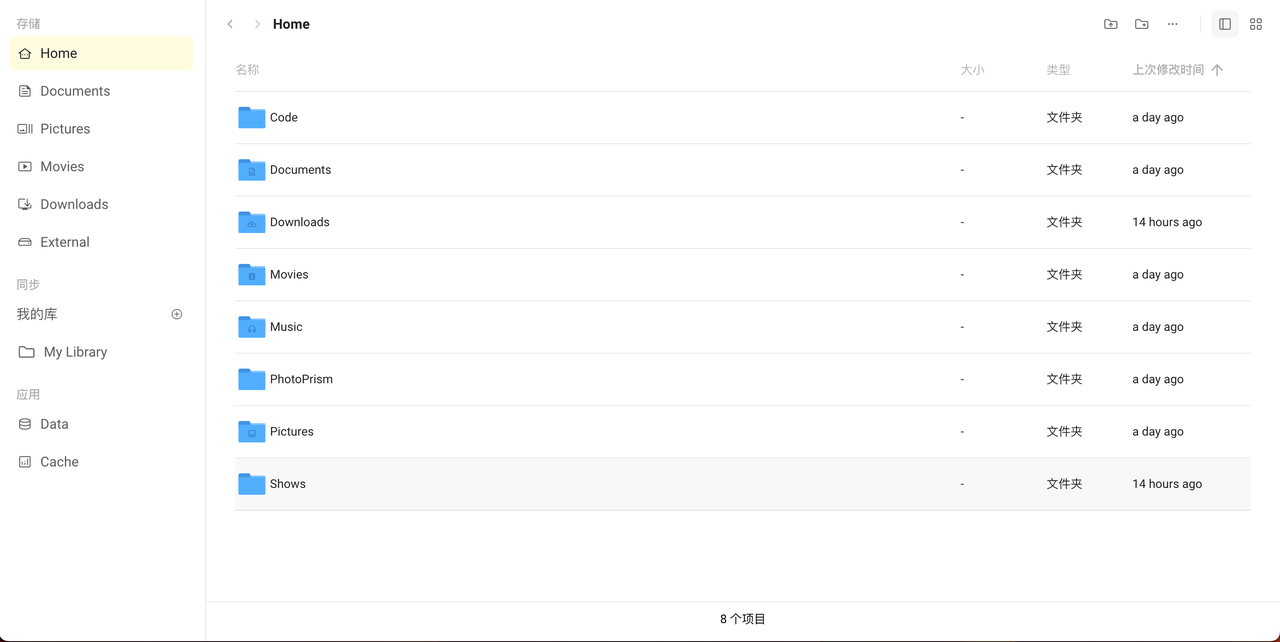 存储
Home
Documents
Pictures
Movies
Downloads
External
同步
我的库
My Library
应用
Data
Cache
Home
名称 大小 类型 上次修改时间
Code - 文件夹 a day ago
Documents - 文件夹 a day ago
Downloads - 文件夹 14 hours ago
Movies - 文件夹 a day ago
Music - 文件夹 a day ago
PhotoPrism - 文件夹 a day ago
Pictures - 文件夹 a day ago
Shows - 文件夹 14 hours ago
8 个项目